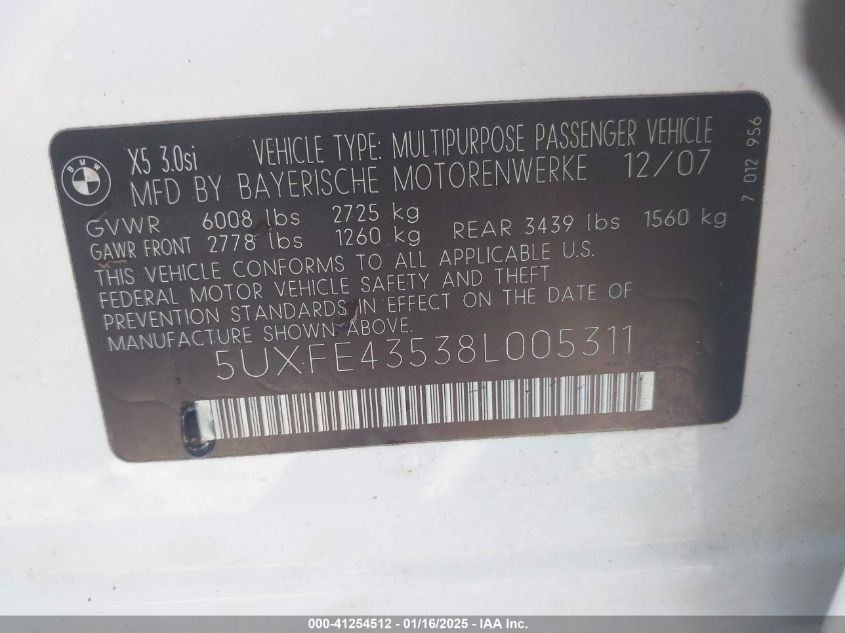 BMW
X5 3.0si VEHICLE TYPE: MULTIPURPOSE PASSENGER VEHICLE
MFD BY BAYERISCHE MOTORENWERKE 12/07
GVWR 6008 lbs 2725 kg
GAWR FRONT 2778 lbs 1260 kg REAR 3439 lbs 1560 kg
THIS VEHICLE CONFORMS TO ALL APPLICABLE U.S.
FEDERAL MOTOR VEHICLE SAFETY AND THEFT
PREVENTION STANDARDS IN EFFECT ON THE DATE OF
MANUFACTURE SHOWN ABOVE.
5UXFE43538L005311
7 012 956
000-41254512 - 01/16/2025 - IAA Inc.